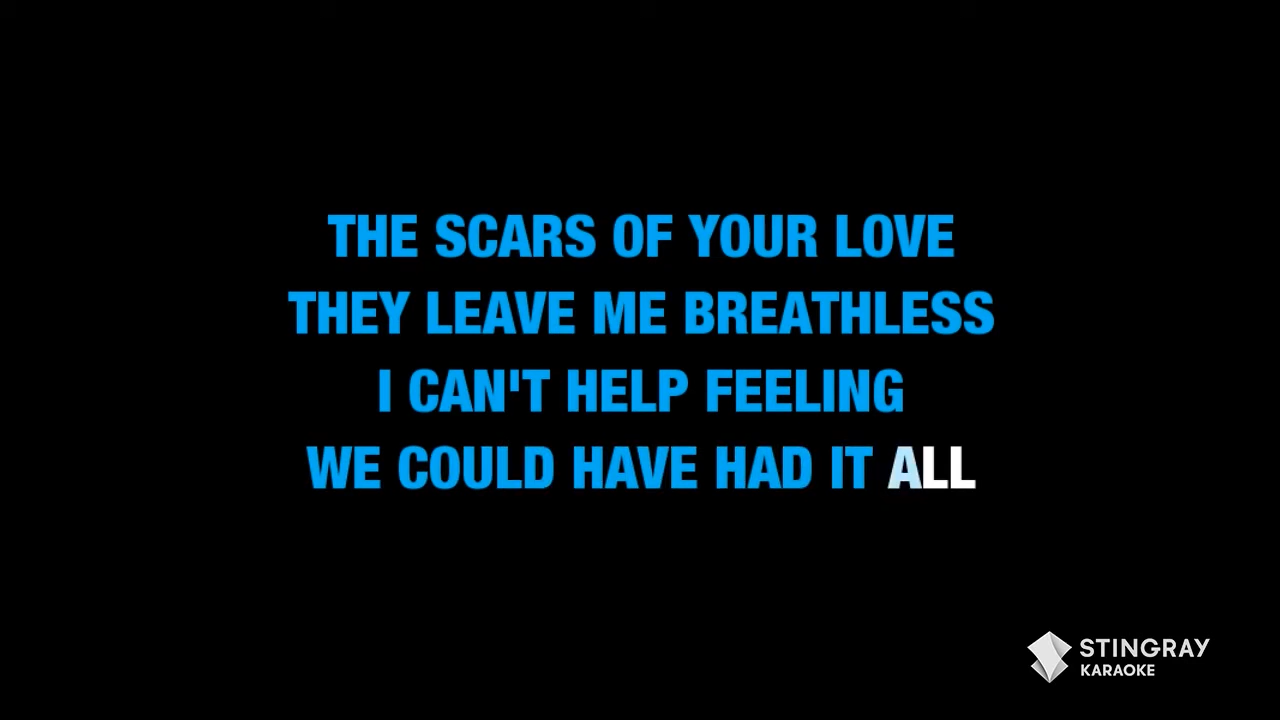 THE SCARS OF YOUR LOVE
THEY LEAVE ME BREATHLESS
I CAN'T HELP FEELING
WE COULD HAVE HAD IT ALL
STINGRAY
KARAOKE